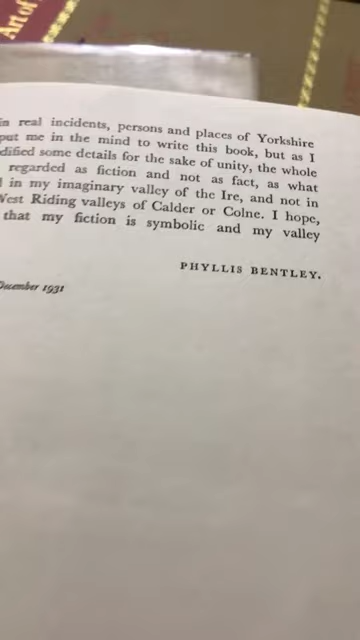 Art of
in real incidents, persons and places of Yorkshire
put me in the mind to write this book, but as I
dified some details for the sake of unity, the whole
regarded as fiction and not as fact, as what
in my imaginary valley of the Ire, and not in
West Riding valleys of Calder or Colne. I hope,
that my fiction is symbolic and my valley
PHYLLIS BENTLEY.
December 1931